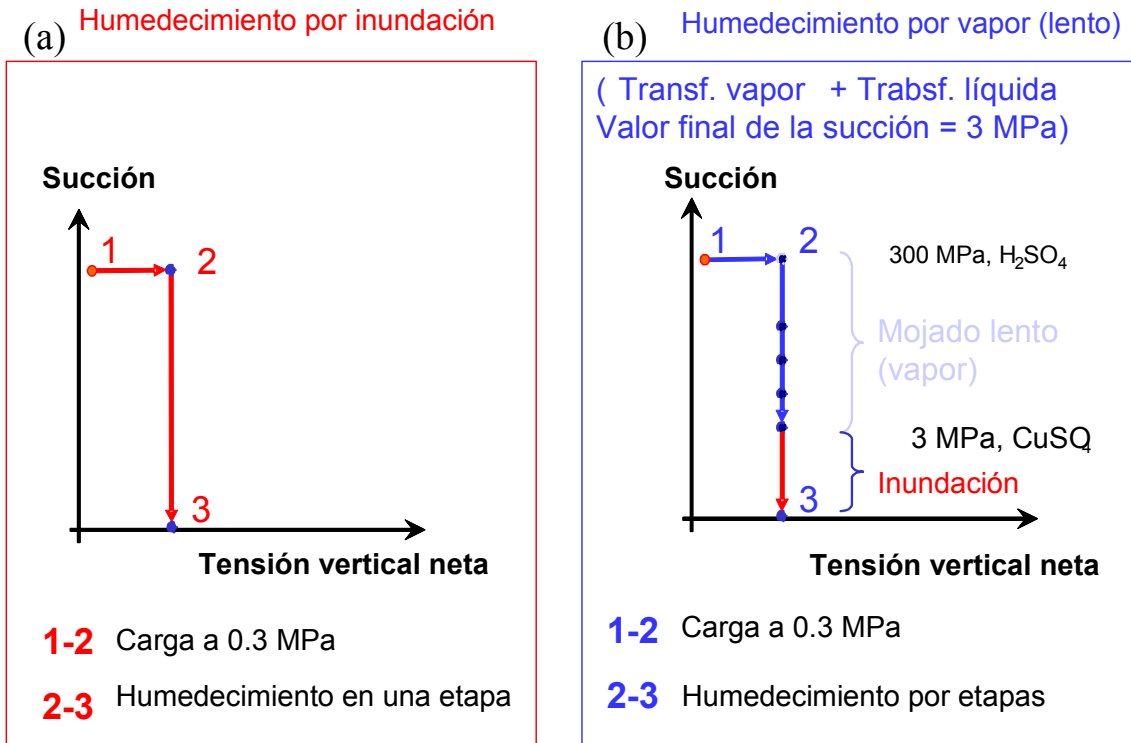 (a) Humedecimiento por inundación
Succión
1
2
3
Tensión vertical neta
1-2 Carga a 0.3 MPa
2-3 Humedecimiento en una etapa
(b) Humedecimiento por vapor (lento)
( Transf. vapor + Trabsf. líquida
Valor final de la succión = 3 MPa)
Succión
1
2
300 MPa, H₂SO₄
Mojado lento
(vapor)
3 MPa, CuSO₄
Inundación
3
Tensión vertical neta
1-2 Carga a 0.3 MPa
2-3 Humedecimiento por etapas